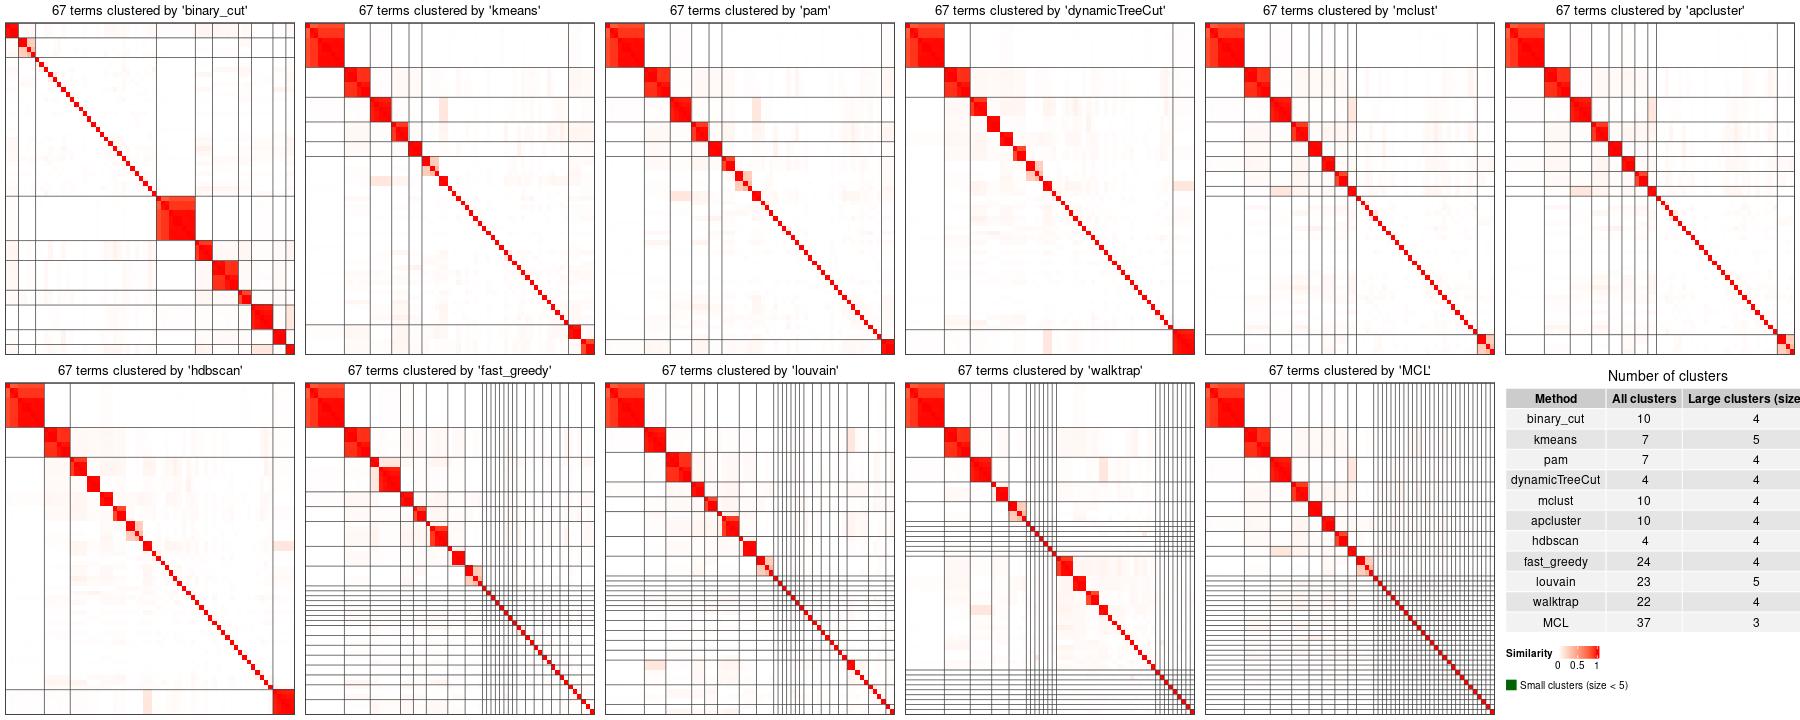 67 terms clustered by 'binary_cut'
67 terms clustered by 'kmeans'
67 terms clustered by 'pam'
67 terms clustered by 'dynamicTreeCut'
67 terms clustered by 'mclust'
67 terms clustered by 'apcluster'
67 terms clustered by 'hdbscan'
67 terms clustered by 'fast_greedy'
67 terms clustered by 'louvain'
67 terms clustered by 'walktrap'
67 terms clustered by 'MCL'
Number of clusters
Method All clusters Large clusters (size
binary_cut 10 4
kmeans 7 5
pam 7 4
dynamicTreeCut 4 4
mclust 10 4
apcluster 10 4
hdbscan 4 4
fast_greedy 24 4
louvain 23 5
walktrap 22 4
MCL 37 3
Similarity
0 0.5 1
Small clusters (size < 5)